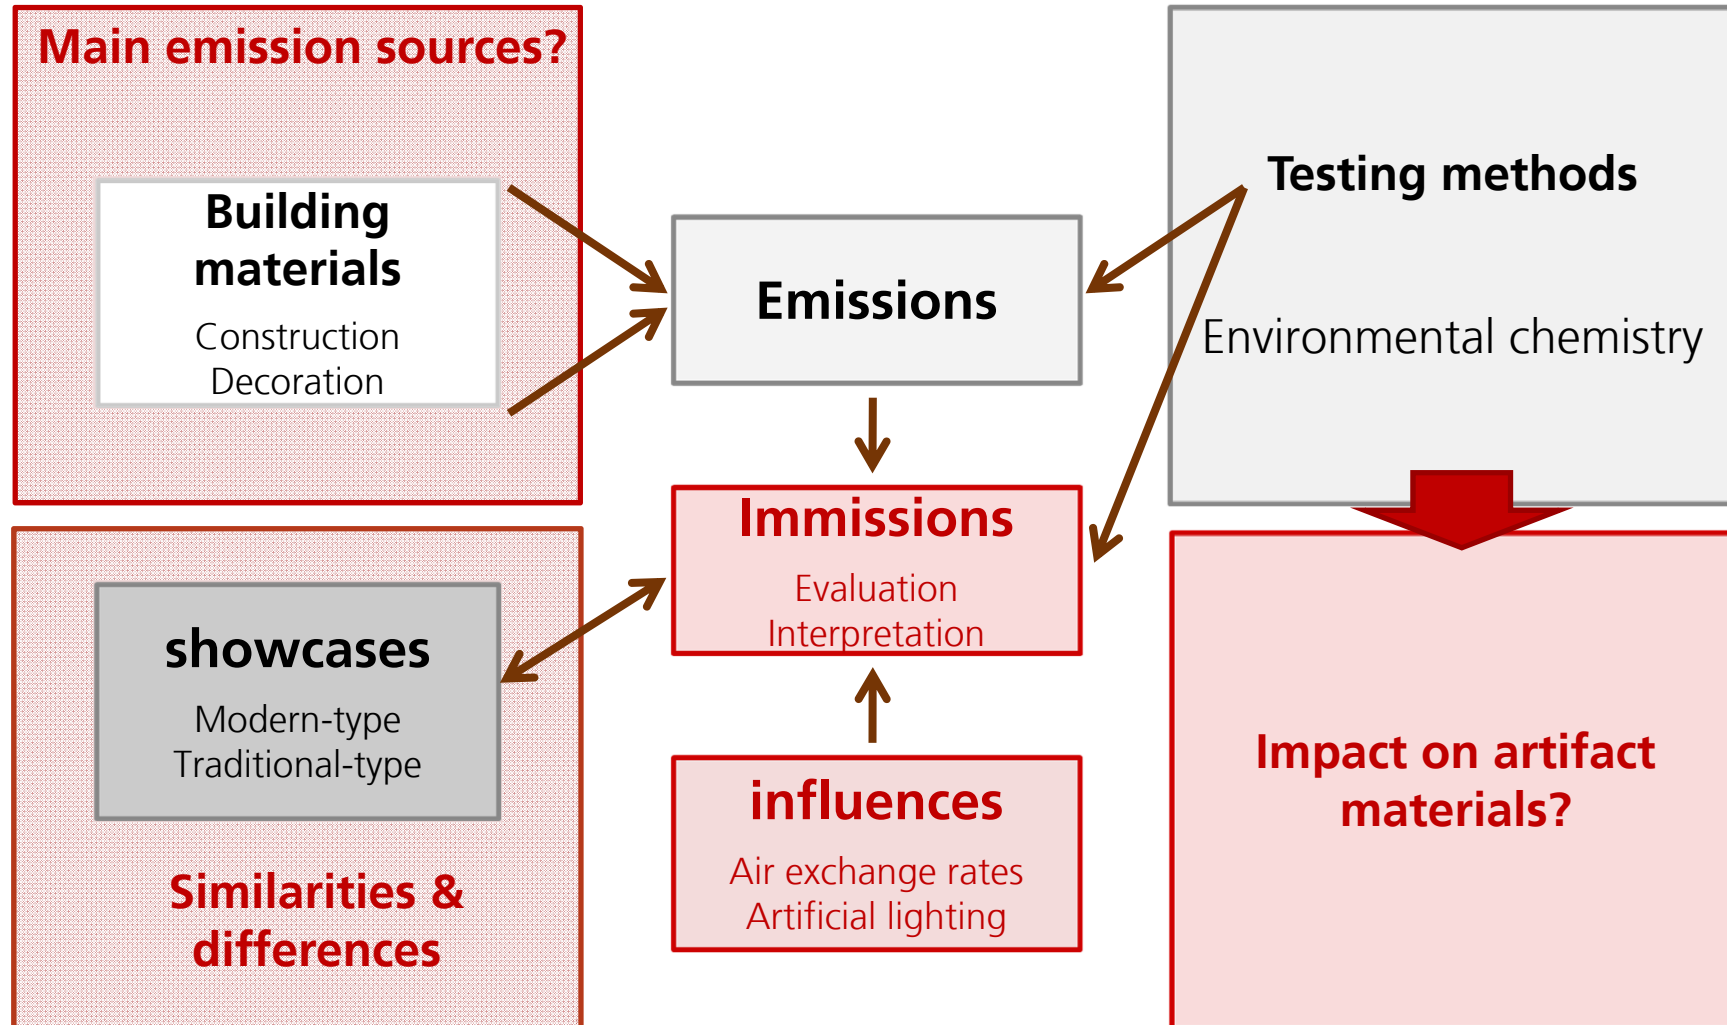 Main emission sources?
Building
materials
Construction
Decoration
Emissions
Testing methods
Environmental chemistry
Immissions
Evaluation
Interpretation
showcases
Modern-type
Traditional-type
Similarities &
differences
influences
Air exchange rates
Artificial lighting
Impact on artifact
materials?